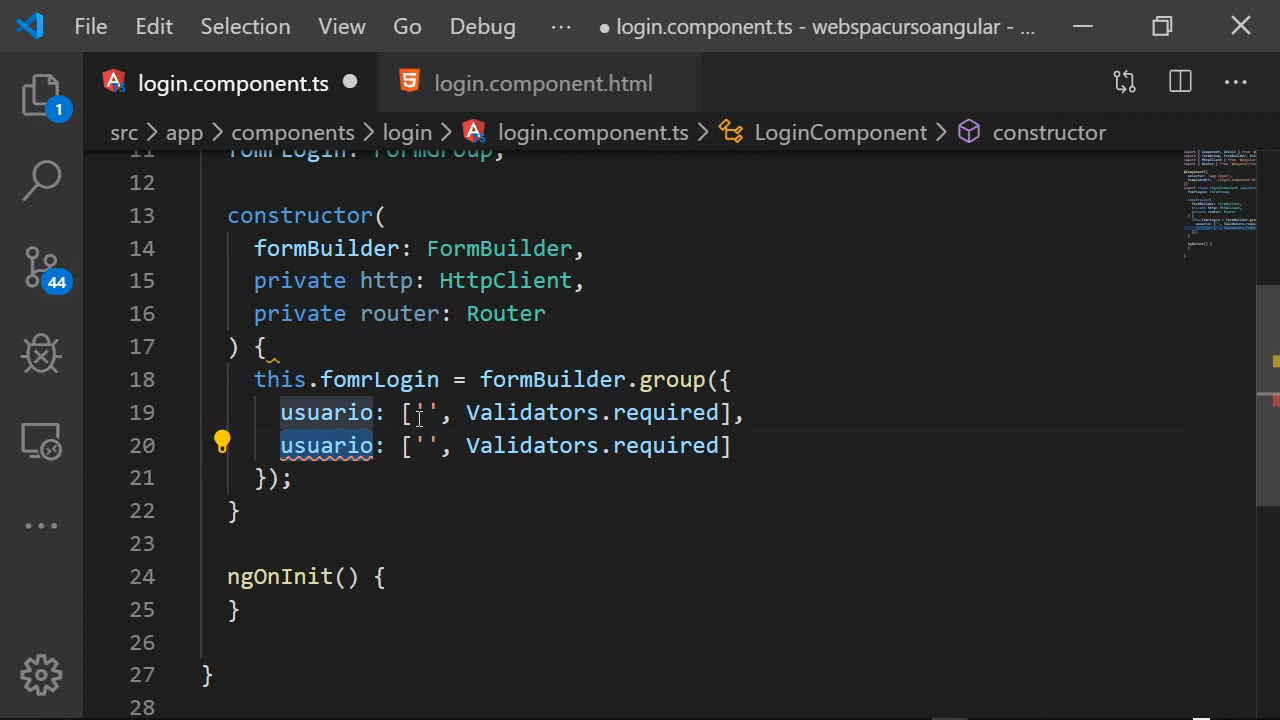 File Edit Selection View Go Debug ··· ● login.component.ts - webspacursoangular - ...
login.component.ts ● login.component.html
src > app > components > login > login.component.ts > LoginComponent > constructor
1
44
11 fomrLogin: FormGroup;
12
13 constructor(
14 formBuilder: FormBuilder,
15 private http: HttpClient,
16 private router: Router
17 ) {
18 this.fomrLogin = formBuilder.group({
19 usuario: ['', Validators.required],
20 usuario: ['', Validators.required]
21 });
22 }
23
24 ngOnInit() {
25 }
26
27 }
28